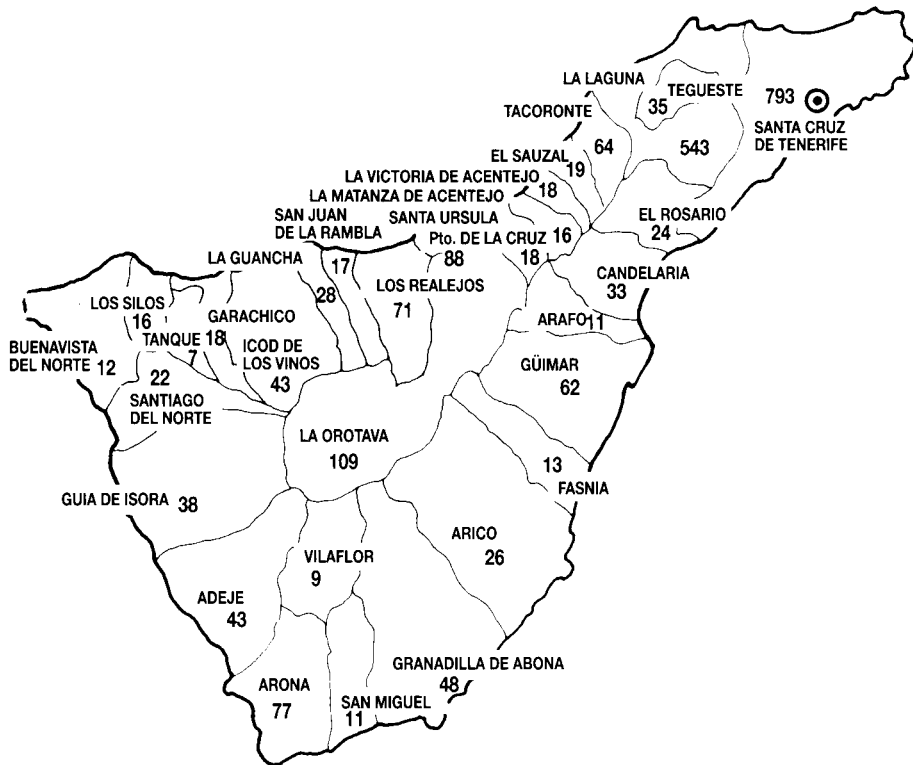 LA LAGUNA
TEGUESTE
35
793
TACORONTE
SANTA CRUZ
DE TENERIFE
64
543
EL SAUZAL
19
LA VICTORIA DE ACENTEJO
18
LA MATANZA DE ACENTEJO
SAN JUAN
DE LA RAMBLA
SANTA URSULA
16
EL ROSARIO
24
Pto. DE LA CRUZ
18
88
LA GUANCHA
17
CANDELARIA
33
LOS REALEJOS
71
28
LOS SILOS
16
GARACHICO
18
ARAFO 11
TANQUE
7
ICOD DE
LOS VINOS
43
BUENAVISTA
DEL NORTE 12
GÜIMAR
62
22
SANTIAGO
DEL NORTE
LA OROTAVA
109
13
FASNIA
GUIA DE ISORA 38
ARICO
26
VILAFLOR
9
ADEJE
43
GRANADILLA DE ABONA
48
ARONA
77
SAN MIGUEL
11